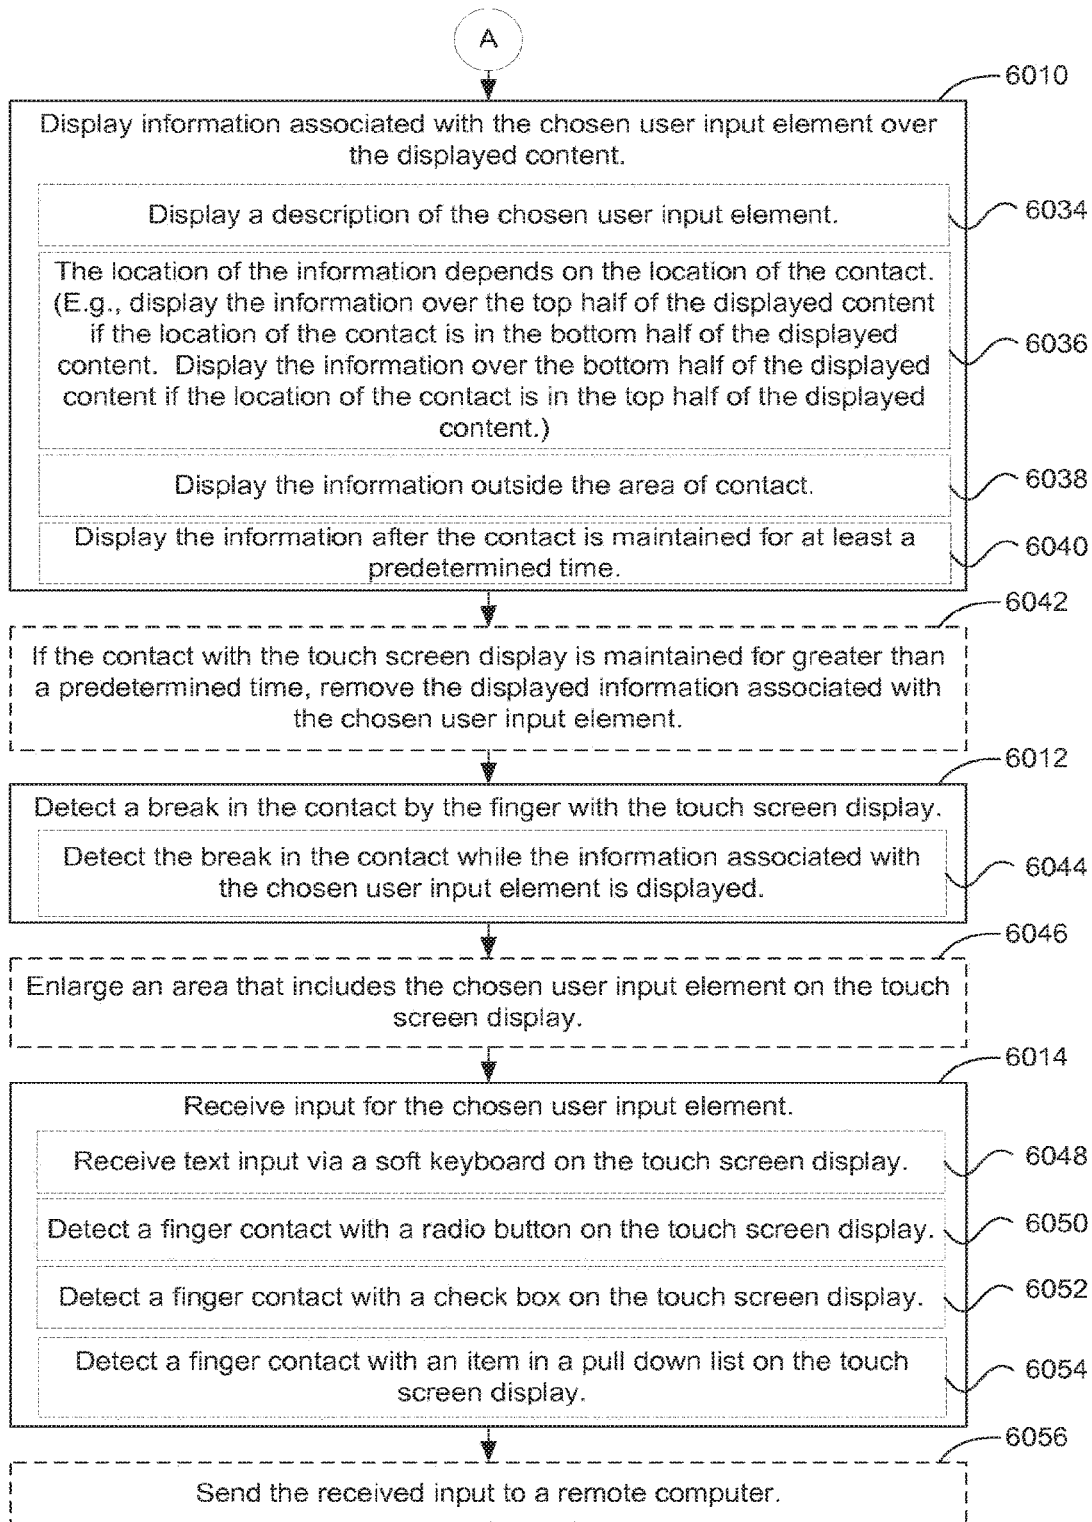 A
6010
Display information associated with the chosen user input element over
the displayed content.
Display a description of the chosen user input element.
6034
The location of the information depends on the location of the contact.
(E.g., display the information over the top half of the displayed content
if the location of the contact is in the bottom half of the displayed
content. Display the information over the bottom half of the displayed
content if the location of the contact is in the top half of the displayed
content.)
6036
Display the information outside the area of contact.
6038
Display the information after the contact is maintained for at least a
predetermined time.
6040
6042
If the contact with the touch screen display is maintained for greater than
a predetermined time, remove the displayed information associated with
the chosen user input element.
6012
Detect a break in the contact by the finger with the touch screen display.
Detect the break in the contact while the information associated with
the chosen user input element is displayed.
6044
6046
Enlarge an area that includes the chosen user input element on the touch
screen display.
6014
Receive input for the chosen user input element.
Receive text input via a soft keyboard on the touch screen display.
6048
Detect a finger contact with a radio button on the touch screen display.
6050
Detect a finger contact with a check box on the touch screen display.
6052
Detect a finger contact with an item in a pull down list on the touch
screen display.
6054
6056
Send the received input to a remote computer.